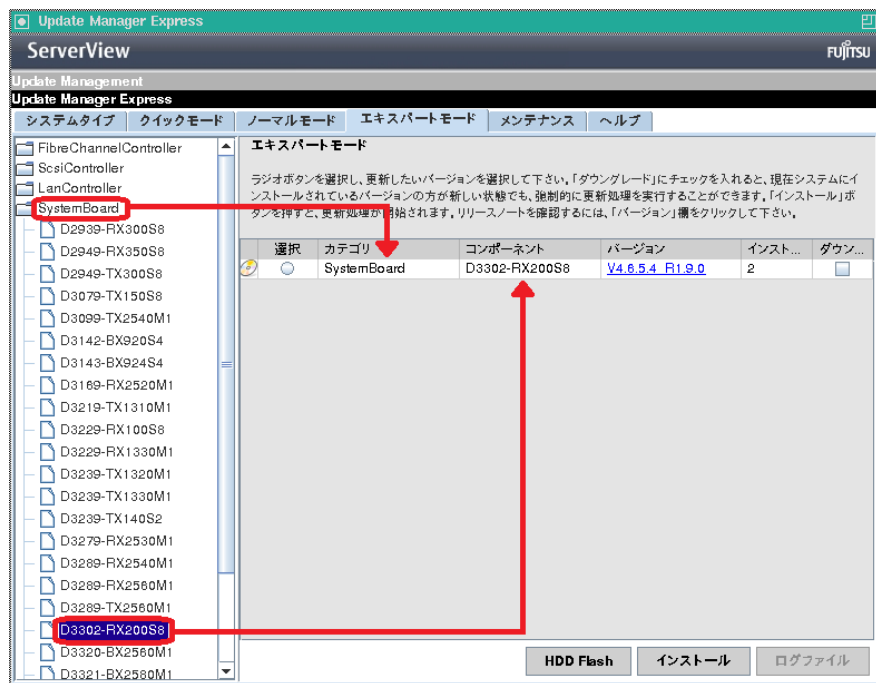 Update Manager Express
ServerView
FUJITSU
Update Management
Update Manager Express
システムタイプ クイックモード ノーマルモード エキスパートモード メンテナンス ヘルプ
FibreChannelController
ScsiController
LanController
SystemBoard
D2939-RX300S8
D2949-RX350S8
D2949-TX300S8
D3079-TX150S8
D3099-TX2540M1
D3142-BX920S4
D3143-BX924S4
D3169-RX2520M1
D3219-TX1310M1
D3229-RX100S8
D3229-RX1330M1
D3239-TX1320M1
D3239-TX1330M1
D3239-TX140S2
D3279-RX2530M1
D3289-RX2540M1
D3289-RX2560M1
D3289-TX2560M1
D3302-RX200S8
D3320-BX2560M1
D3321-BX2580M1
エキスパートモード
ラジオボタンを選択し、更新したいバージョンを選択して下さい。「ダウングレード」にチェックを入れると、現在システムにイ
ンストールされているバージョンの方が新しい状態でも、強制的に更新処理を実行することができます。「インストール」ボ
タンを押すと、更新処理が開始されます。リリースノートを確認するには、「バージョン」欄をクリックして下さい。
選択 カテゴリ コンポーネント バージョン インスト... ダウン...
SystemBoard D3302-RX200S8 V4.6.5.4 R1.9.0 2
HDD Flash インストール ログファイル